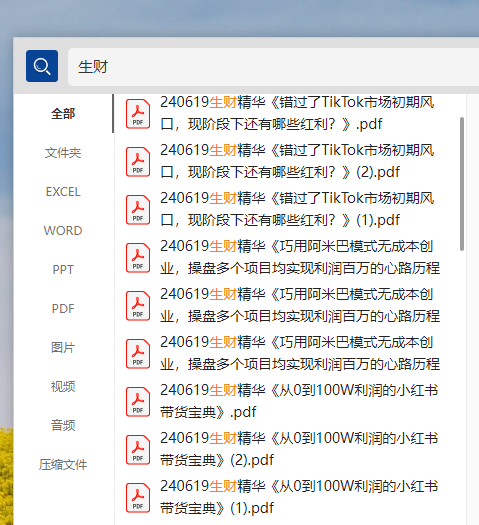 生财
全部
文件夹
EXCEL
WORD
PPT
PDF
图片
视频
音频
压缩文件
240619生财精华《错过了TikTok市场初期风
口，现阶段下还有哪些红利？》.pdf
240619生财精华《错过了TikTok市场初期风
口，现阶段下还有哪些红利？》(2).pdf
240619生财精华《错过了TikTok市场初期风
口，现阶段下还有哪些红利？》(1).pdf
240619生财精华《巧用阿米巴模式无成本创
业，操盘多个项目均实现利润百万的心路历程
240619生财精华《巧用阿米巴模式无成本创
业，操盘多个项目均实现利润百万的心路历程
240619生财精华《巧用阿米巴模式无成本创
业，操盘多个项目均实现利润百万的心路历程
240619生财精华《从0到100W利润的小红书
带货宝典》.pdf
240619生财精华《从0到100W利润的小红书
带货宝典》(2).pdf
240619生财精华《从0到100W利润的小红书
带货宝典》(1).pdf
PDF
PDF
PDF
PDF
PDF
PDF
PDF
PDF
PDF